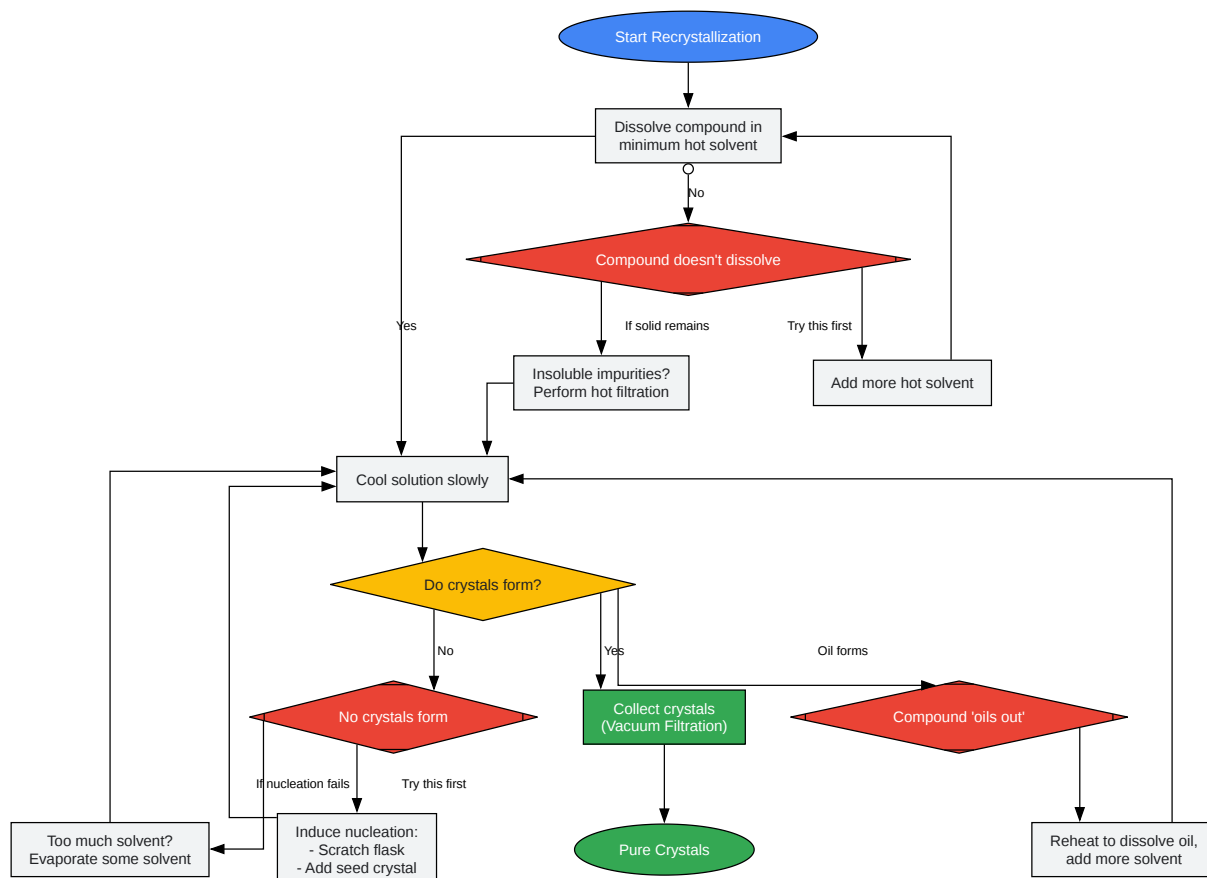 Start Recrystallization
Dissolve compound in
minimum hot solvent
No
Compound doesn't dissolve
Yes
If solid remains
Try this first
Insoluble impurities?
Perform hot filtration
Add more hot solvent
Cool solution slowly
Do crystals form?
No
Yes
Oil forms
No crystals form
Collect crystals
(Vacuum Filtration)
Compound 'oils out'
If nucleation fails
Try this first
Too much solvent?
Evaporate some solvent
Induce nucleation:
- Scratch flask
- Add seed crystal
Pure Crystals
Reheat to dissolve oil,
add more solvent